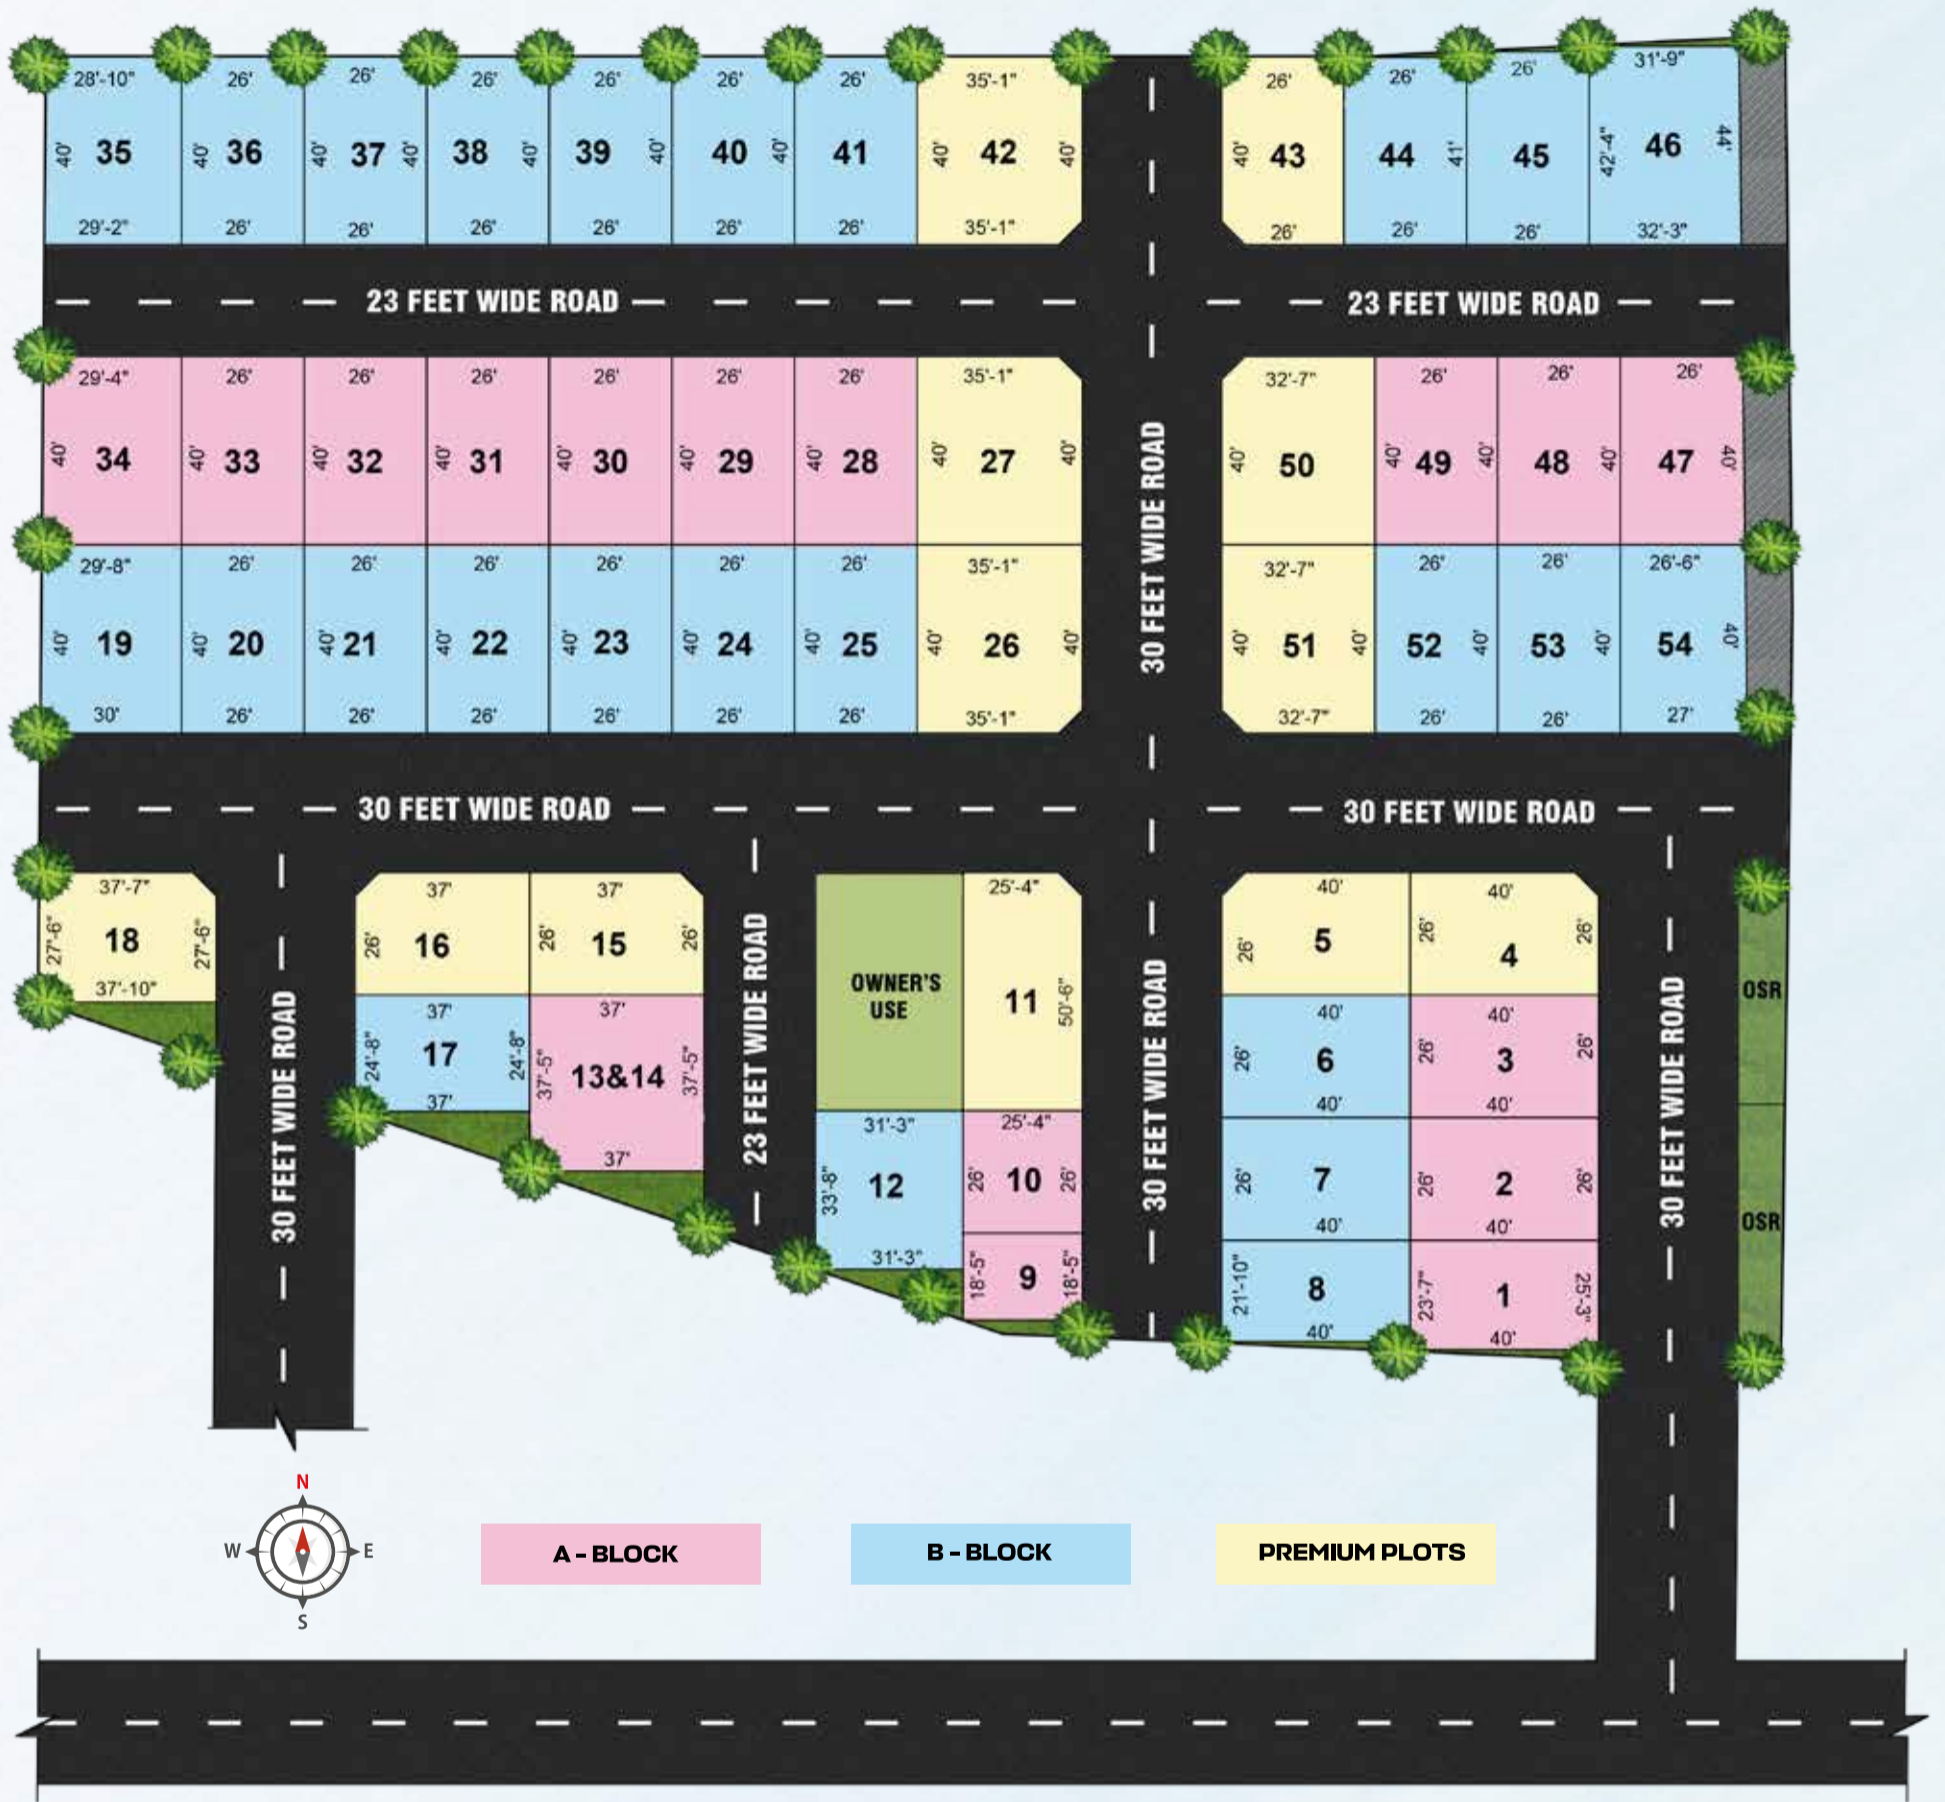 28'-10" 26' 26' 26' 26' 26' 26' 35'-1" 26' 26' 26' 31'-9"
40' 35 40' 36 40' 37 40' 38 40' 39 40' 40 40' 41 40' 42 40' 40' 43 44 41' 45 42'-4" 46 44'
29'-2" 26' 26' 26' 26' 26' 26' 35'-1" 26' 26' 26' 32'-3"
23 FEET WIDE ROAD 23 FEET WIDE ROAD
29'-4" 26' 26' 26' 26' 26' 26' 35'-1" 32'-7" 26' 26' 26'
40' 34 40' 33 40' 32 40' 31 40' 30 40' 29 40' 28 40' 27 40' 40' 50 40' 49 40' 48 40' 47 40'
30 FEET WIDE ROAD
29'-8" 26' 26' 26' 26' 26' 26' 35'-1" 32'-7" 26' 26' 26'-6"
40' 19 40' 20 40' 21 40' 22 40' 23 40' 24 40' 25 40' 26 40' 40' 51 40' 52 40' 53 40' 54 40'
30' 26' 26' 26' 26' 26' 26' 35'-1" 32'-7" 26' 26' 27'
30 FEET WIDE ROAD 30 FEET WIDE ROAD
37'-7" 37' 37' 25'-4" 40' 40'
27'-6" 18 27'-6" 26' 16 26' 15 26' 26' 5 26' 4 26'
37'-10"
OWNER'S
USE
11 50'-6"
OSR
37' 37' 40' 40'
24'-8" 17 24'-8" 37'-5" 13&14 37'-5" 26' 6 26' 3 26'
37' 40' 40'
30 FEET WIDE ROAD
23 FEET WIDE ROAD
30 FEET WIDE ROAD
30 FEET WIDE ROAD
37'
31'-3" 25'-4"
33'-8" 12 26' 10 26' 26' 7 26' 2 26'
40' 40'
OSR
31'-3"
18'-5" 9 18'-5" 21'-10" 8 23'-7" 1 25'-3"
40' 40'
N
W E
S
A - BLOCK
B - BLOCK
PREMIUM PLOTS